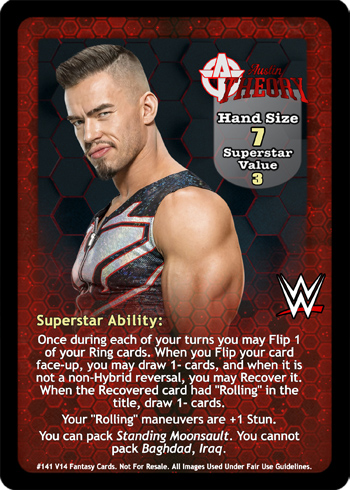 Austin
THEORY
Hand Size
7
Superstar
Value
3
W
Superstar Ability:
Once during each of your turns you may Flip 1
of your Ring cards. When you Flip your card
face-up, you may draw 1- cards, and when it is
not a non-Hybrid reversal, you may Recover it.
When the Recovered card had "Rolling" in the
title, draw 1- cards.
Your "Rolling" maneuvers are +1 Stun.
You can pack Standing Moonsault. You cannot
pack Baghdad, Iraq.
#141 V14 Fantasy Cards. Not For Resale. All Images Used Under Fair Use Guidelines.